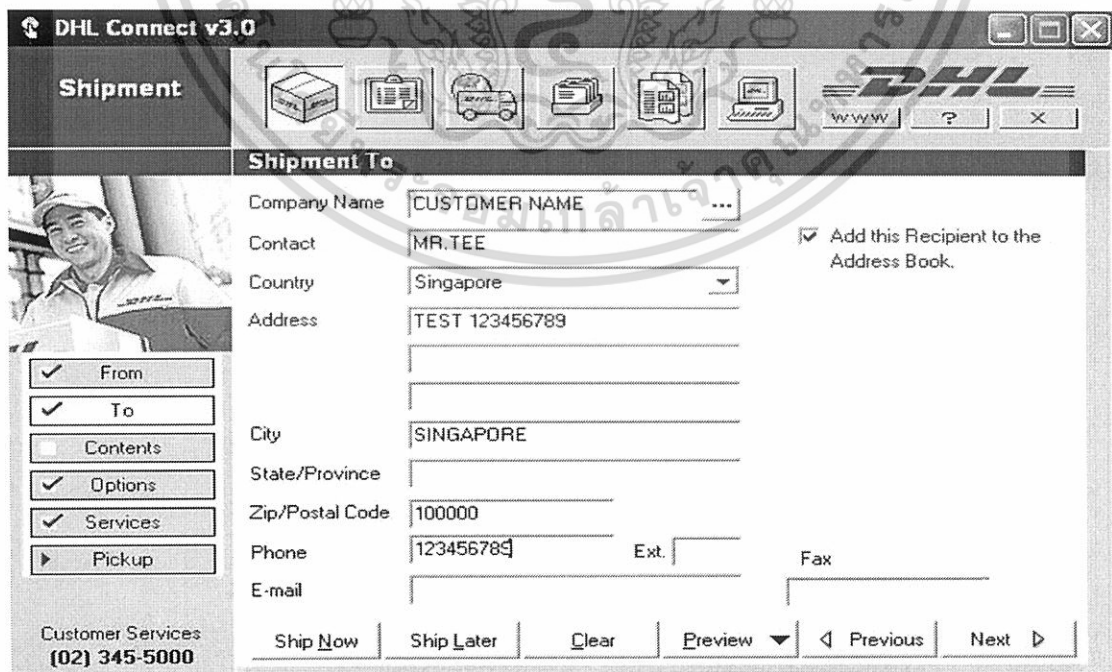 DHL Connect v3.0
Shipment
DHL
WWW ? X
Shipment To
Company Name CUSTOMER NAME ...
Contact MR.TEE
Add this Recipient to the
Address Book.
Country Singapore
Address TEST 123456789
City SINGAPORE
State/Province
Zip/Postal Code 100000
Phone 123456789 Ext. Fax
E-mail
From
To
Contents
Options
Services
Pickup
Customer Services
(02) 345-5000
Ship Now Ship Later Clear Preview Previous Next